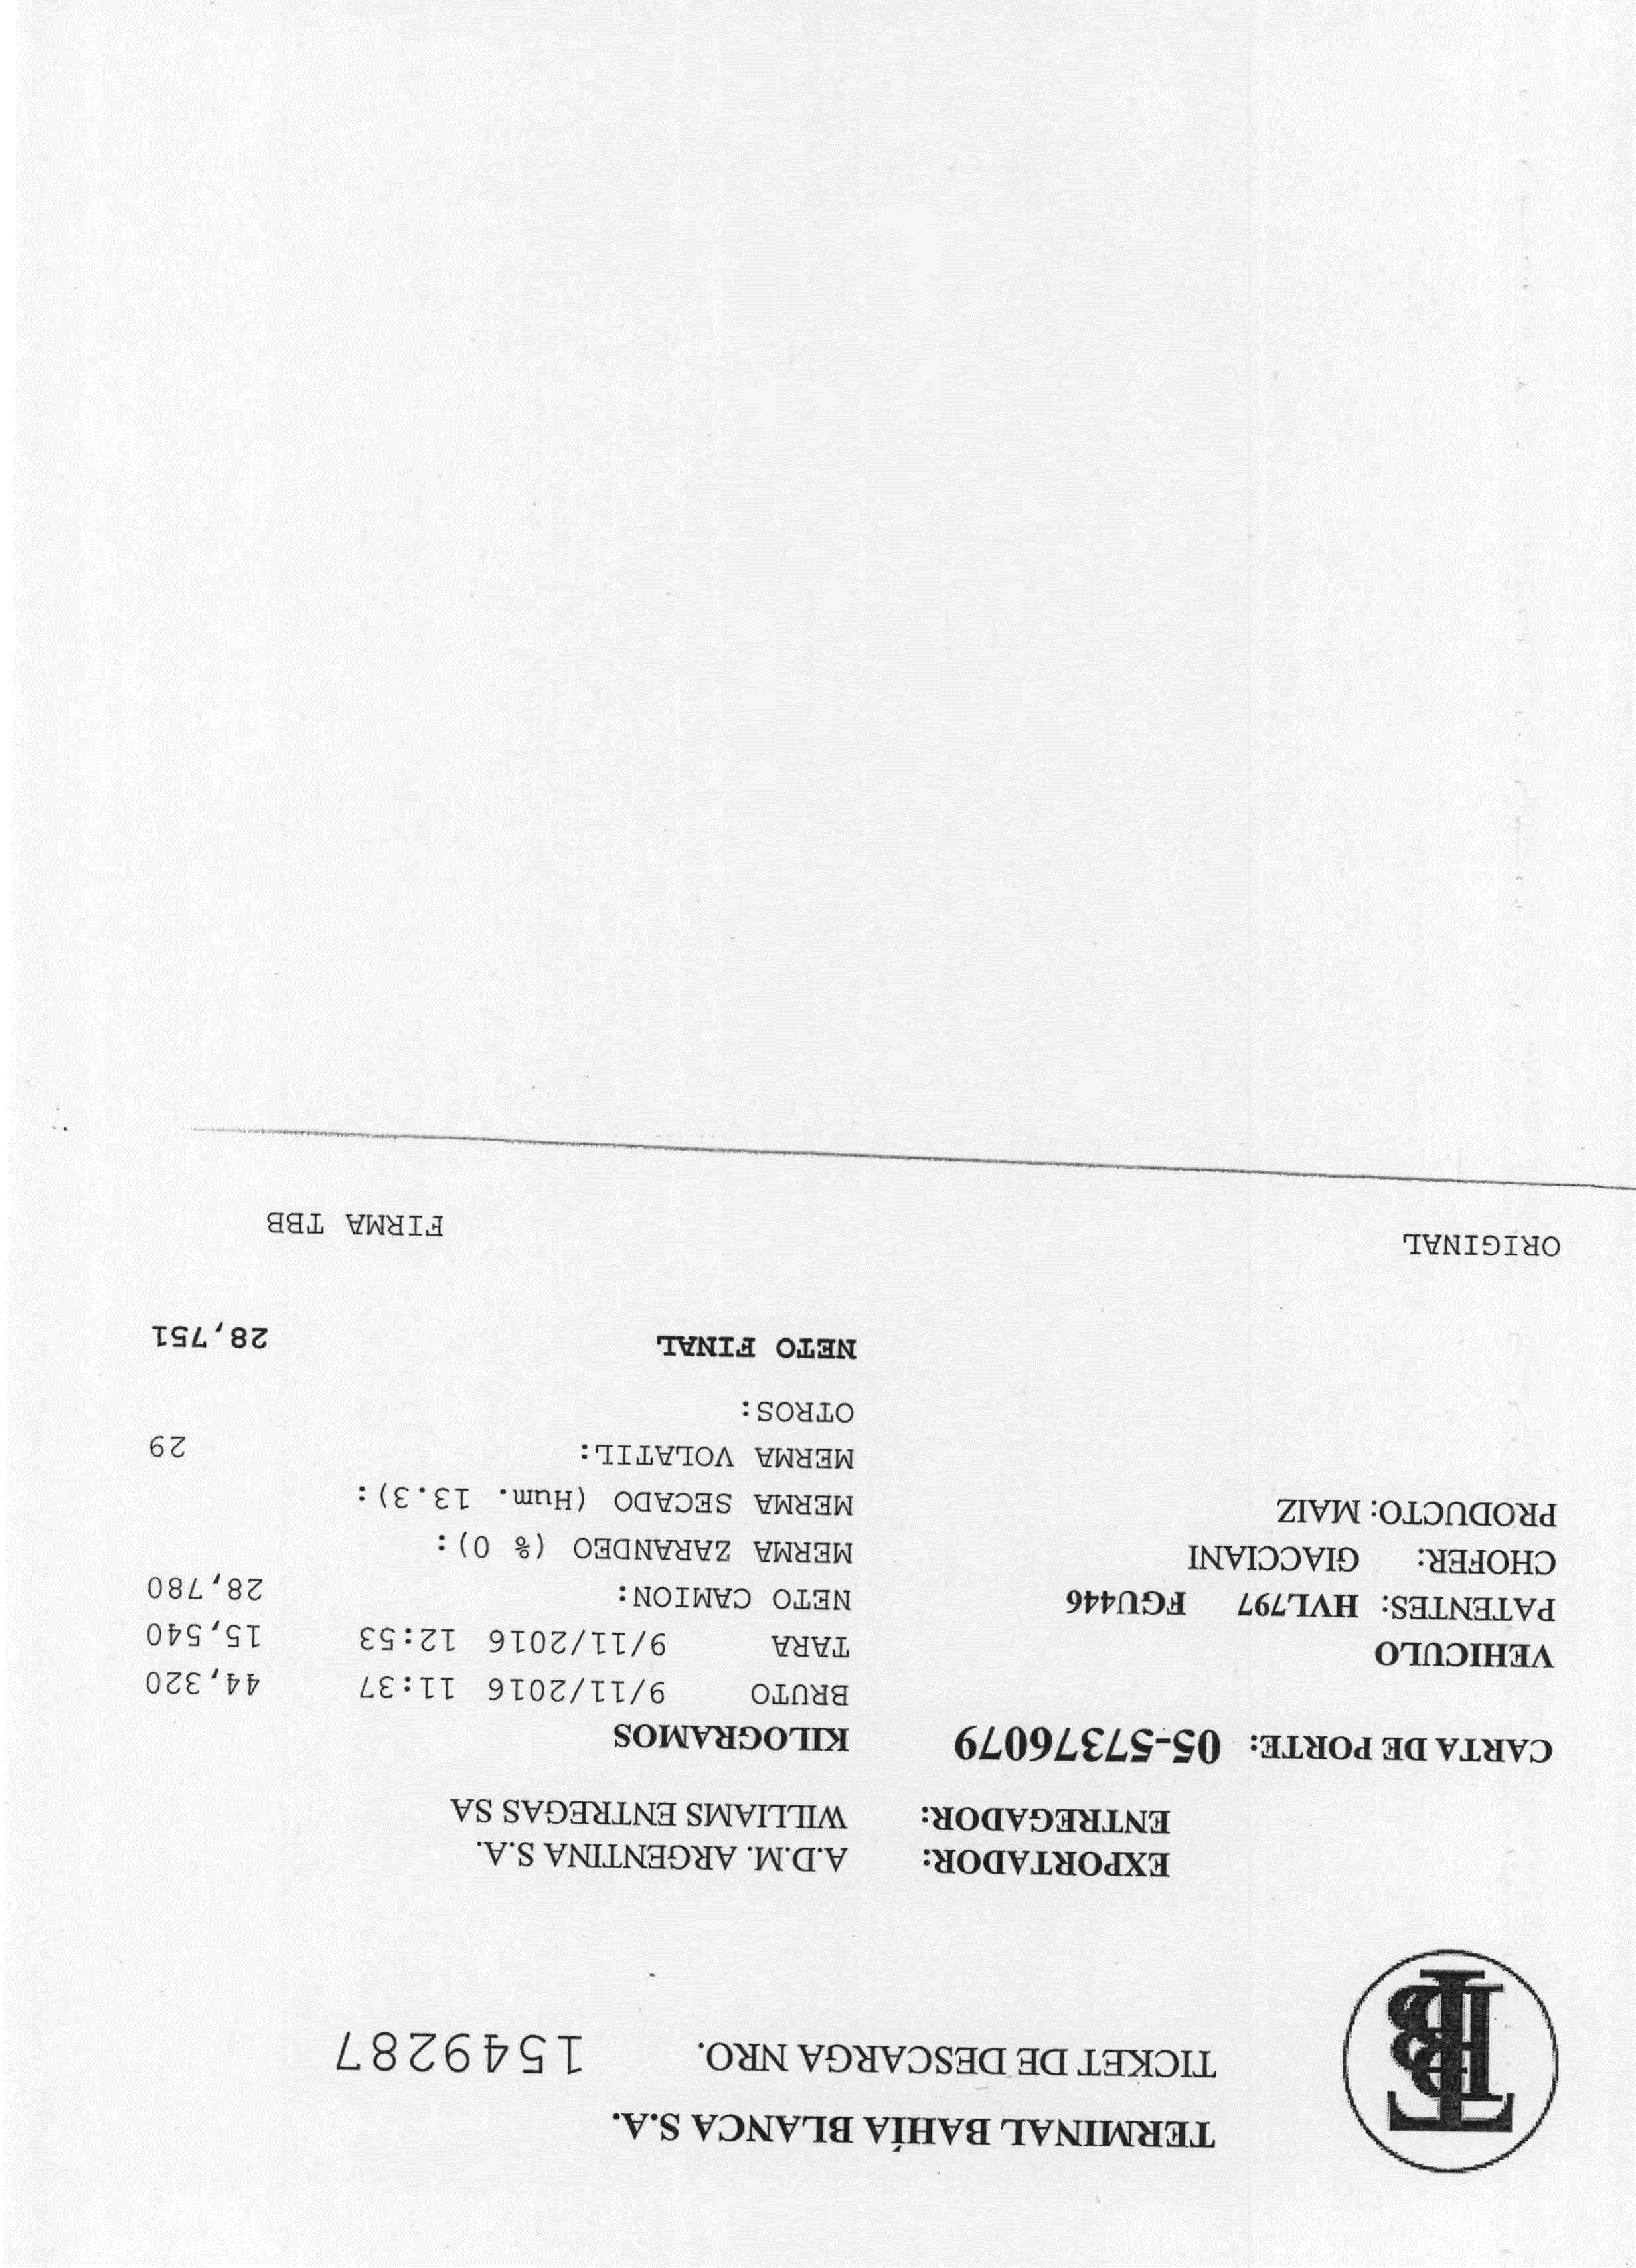 TERMINAL BAHÍA BLANCA S.A.
TICKET DE DESCARGA NRO. 1549287
TBB
EXPORTADOR: A.D.M. ARGENTINA S.A.
ENTREGADOR: WILLIAMS ENTREGAS SA
CARTA DE PORTE: 05-57376079
KILOGRAMOS
VEHICULO
PATENTES: HVL797 FGU446
CHOFER: GIACCIANI
PRODUCTO: MAIZ
BRUTO 9/11/2016 11:37 44,320
TARA 9/11/2016 12:53 15,540
NETO CAMION: 28,780
MERMA ZARANDEO (% 0):
MERMA SECADO (Hum. 13.3):
MERMA VOLATIL: 29
OTROS:
NETO FINAL 28,751
ORIGINAL FIRMA TBB